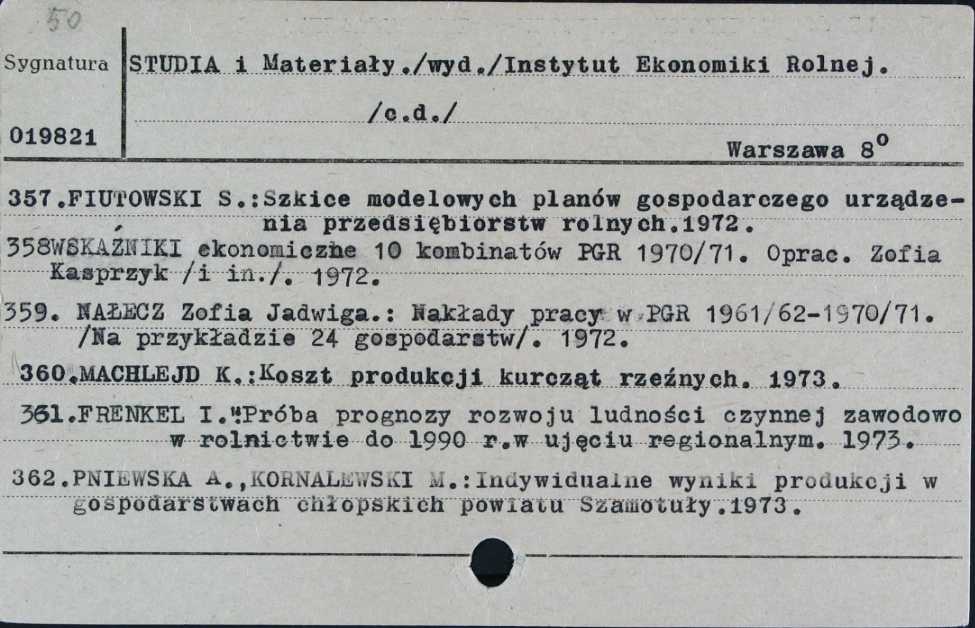 50
Sygnatura
STUDIA i Materiały./wyd./Instytut Ekonomiki Rolnej.
/c.d./
019821
Warszawa 8º
357.FIUTOWSKI S.:Szkice modelowych planów gospodarczego urządze-
nia przedsiębiorstw rolnych.1972.
358WSKAŹNIKI ekonomiczne 10 kombinatów PGR 1970/71. Oprac. Zofia
Kasprzyk /i in./. 1972.
359. NAŁECZ Zofia Jadwiga.: Nakłady pracy w PGR 1961/62-1970/71.
/Na przykładzie 24 gospodarstw/. 1972.
360.MACHLEJD K.:Koszt produkcji kurcząt rzeźnych. 1973.
361.FRENKEL I.":Próba prognozy rozwoju ludności czynnej zawodowo
w rolnictwie do 1990 r.w ujęciu regionalnym. 1973.
362.PNIEWSKA A.,KORNALEWSKI M.:Indywidualne wyniki produkcji w
gospodarstwach chłopskich powiatu Szamotuły.1973.